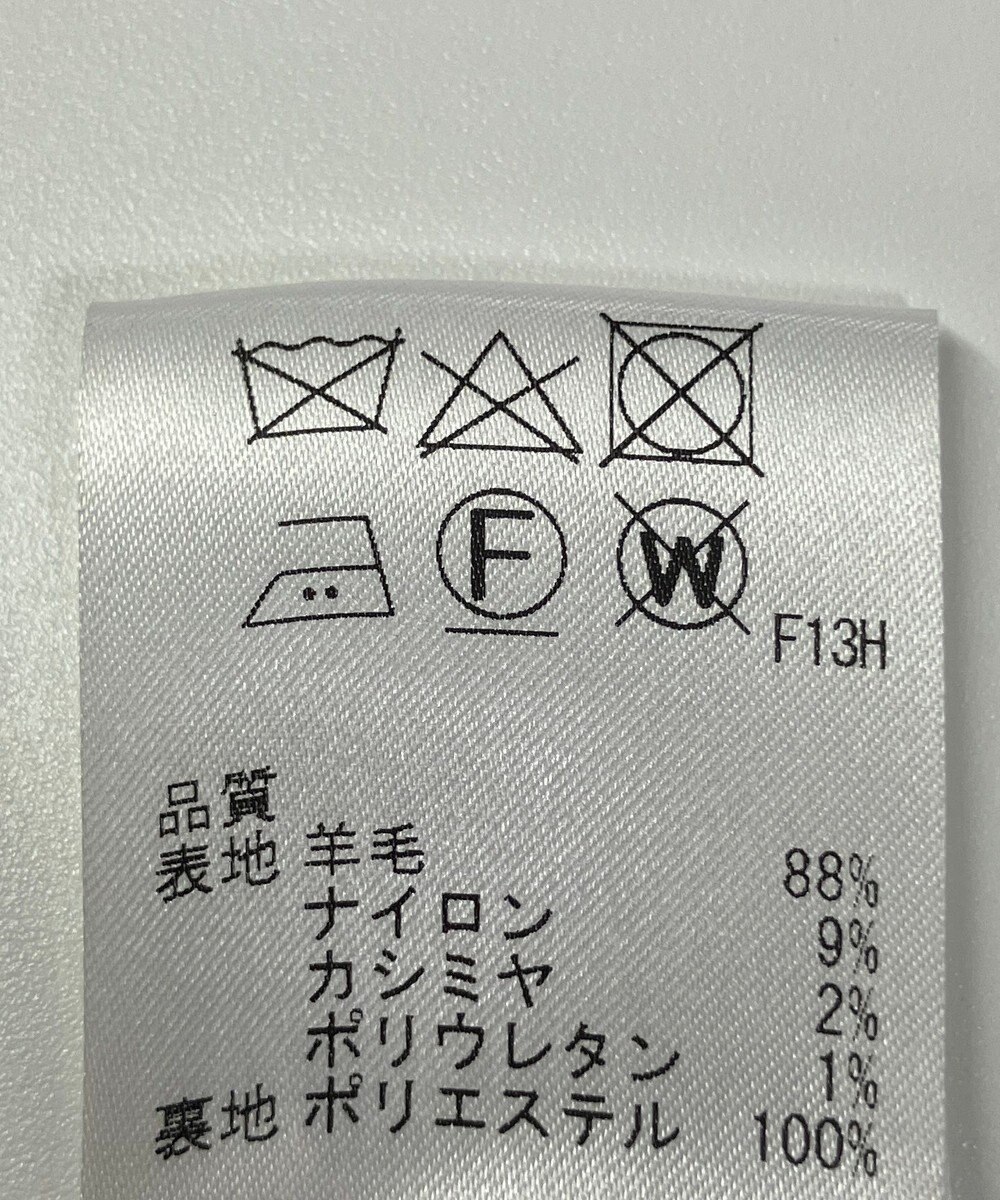 F W F13H
品質
表地 羊毛 88%
ナイロン 9%
カシミヤ 2%
ポリウレタン 1%
裏地 ポリエステル 100%